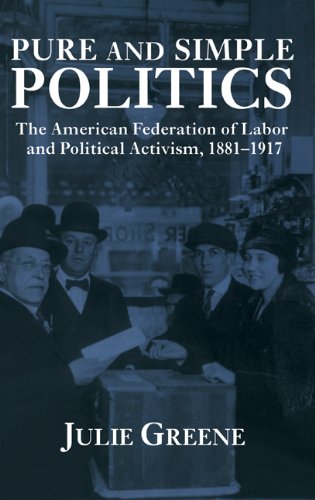 PURE AND SIMPLE
POLITICS
The American Federation of Labor
and Political Activism, 1881–1917
JULIE GREENE